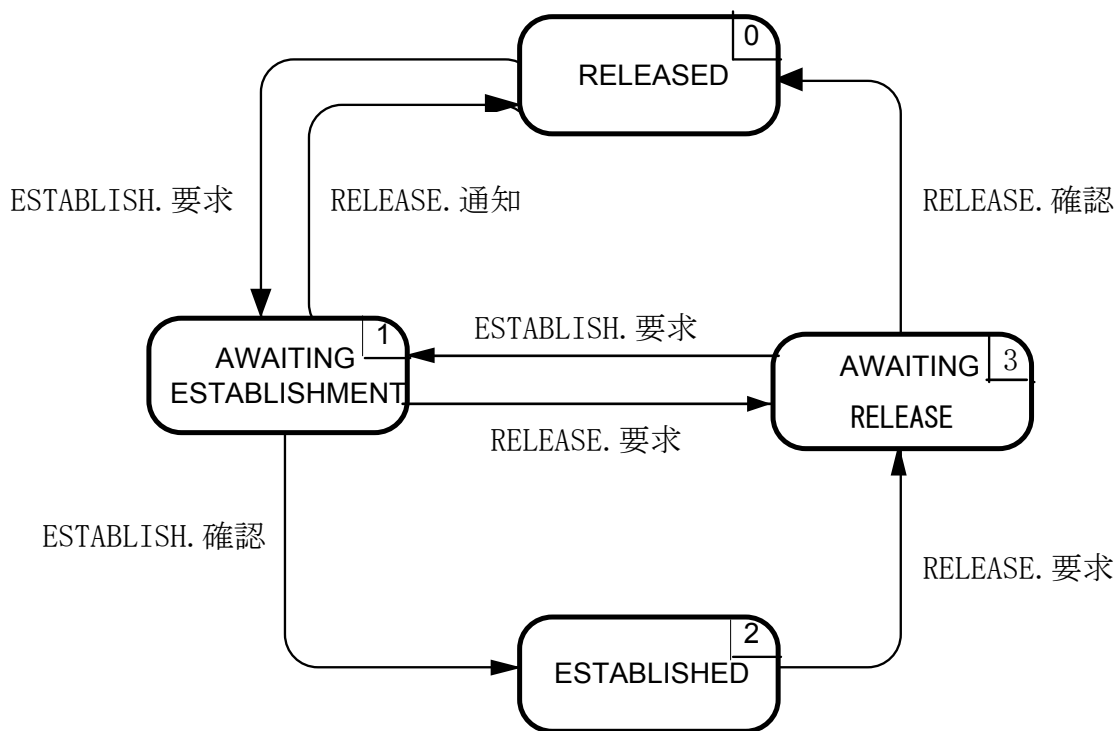 0
RELEASED
ESTABLISH.要求
RELEASE.通知
RELEASE.確認
1
AWAITING
ESTABLISHMENT
ESTABLISH.要求
RELEASE.要求
3
AWAITING
RELEASE
ESTABLISH.確認
RELEASE.要求
2
ESTABLISHED